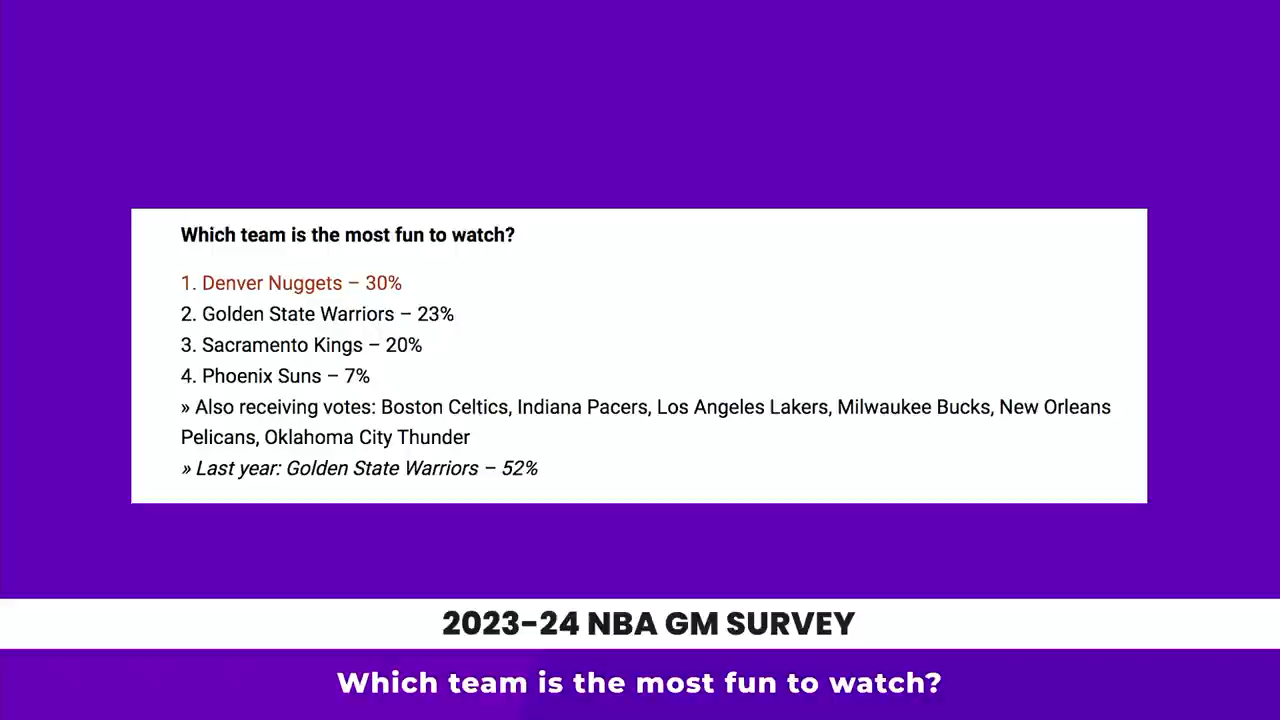 Which team is the most fun to watch?
1. Denver Nuggets – 30%
2. Golden State Warriors – 23%
3. Sacramento Kings – 20%
4. Phoenix Suns – 7%
» Also receiving votes: Boston Celtics, Indiana Pacers, Los Angeles Lakers, Milwaukee Bucks, New Orleans
Pelicans, Oklahoma City Thunder
» Last year: Golden State Warriors – 52%
2023-24 NBA GM SURVEY
Which team is the most fun to watch?